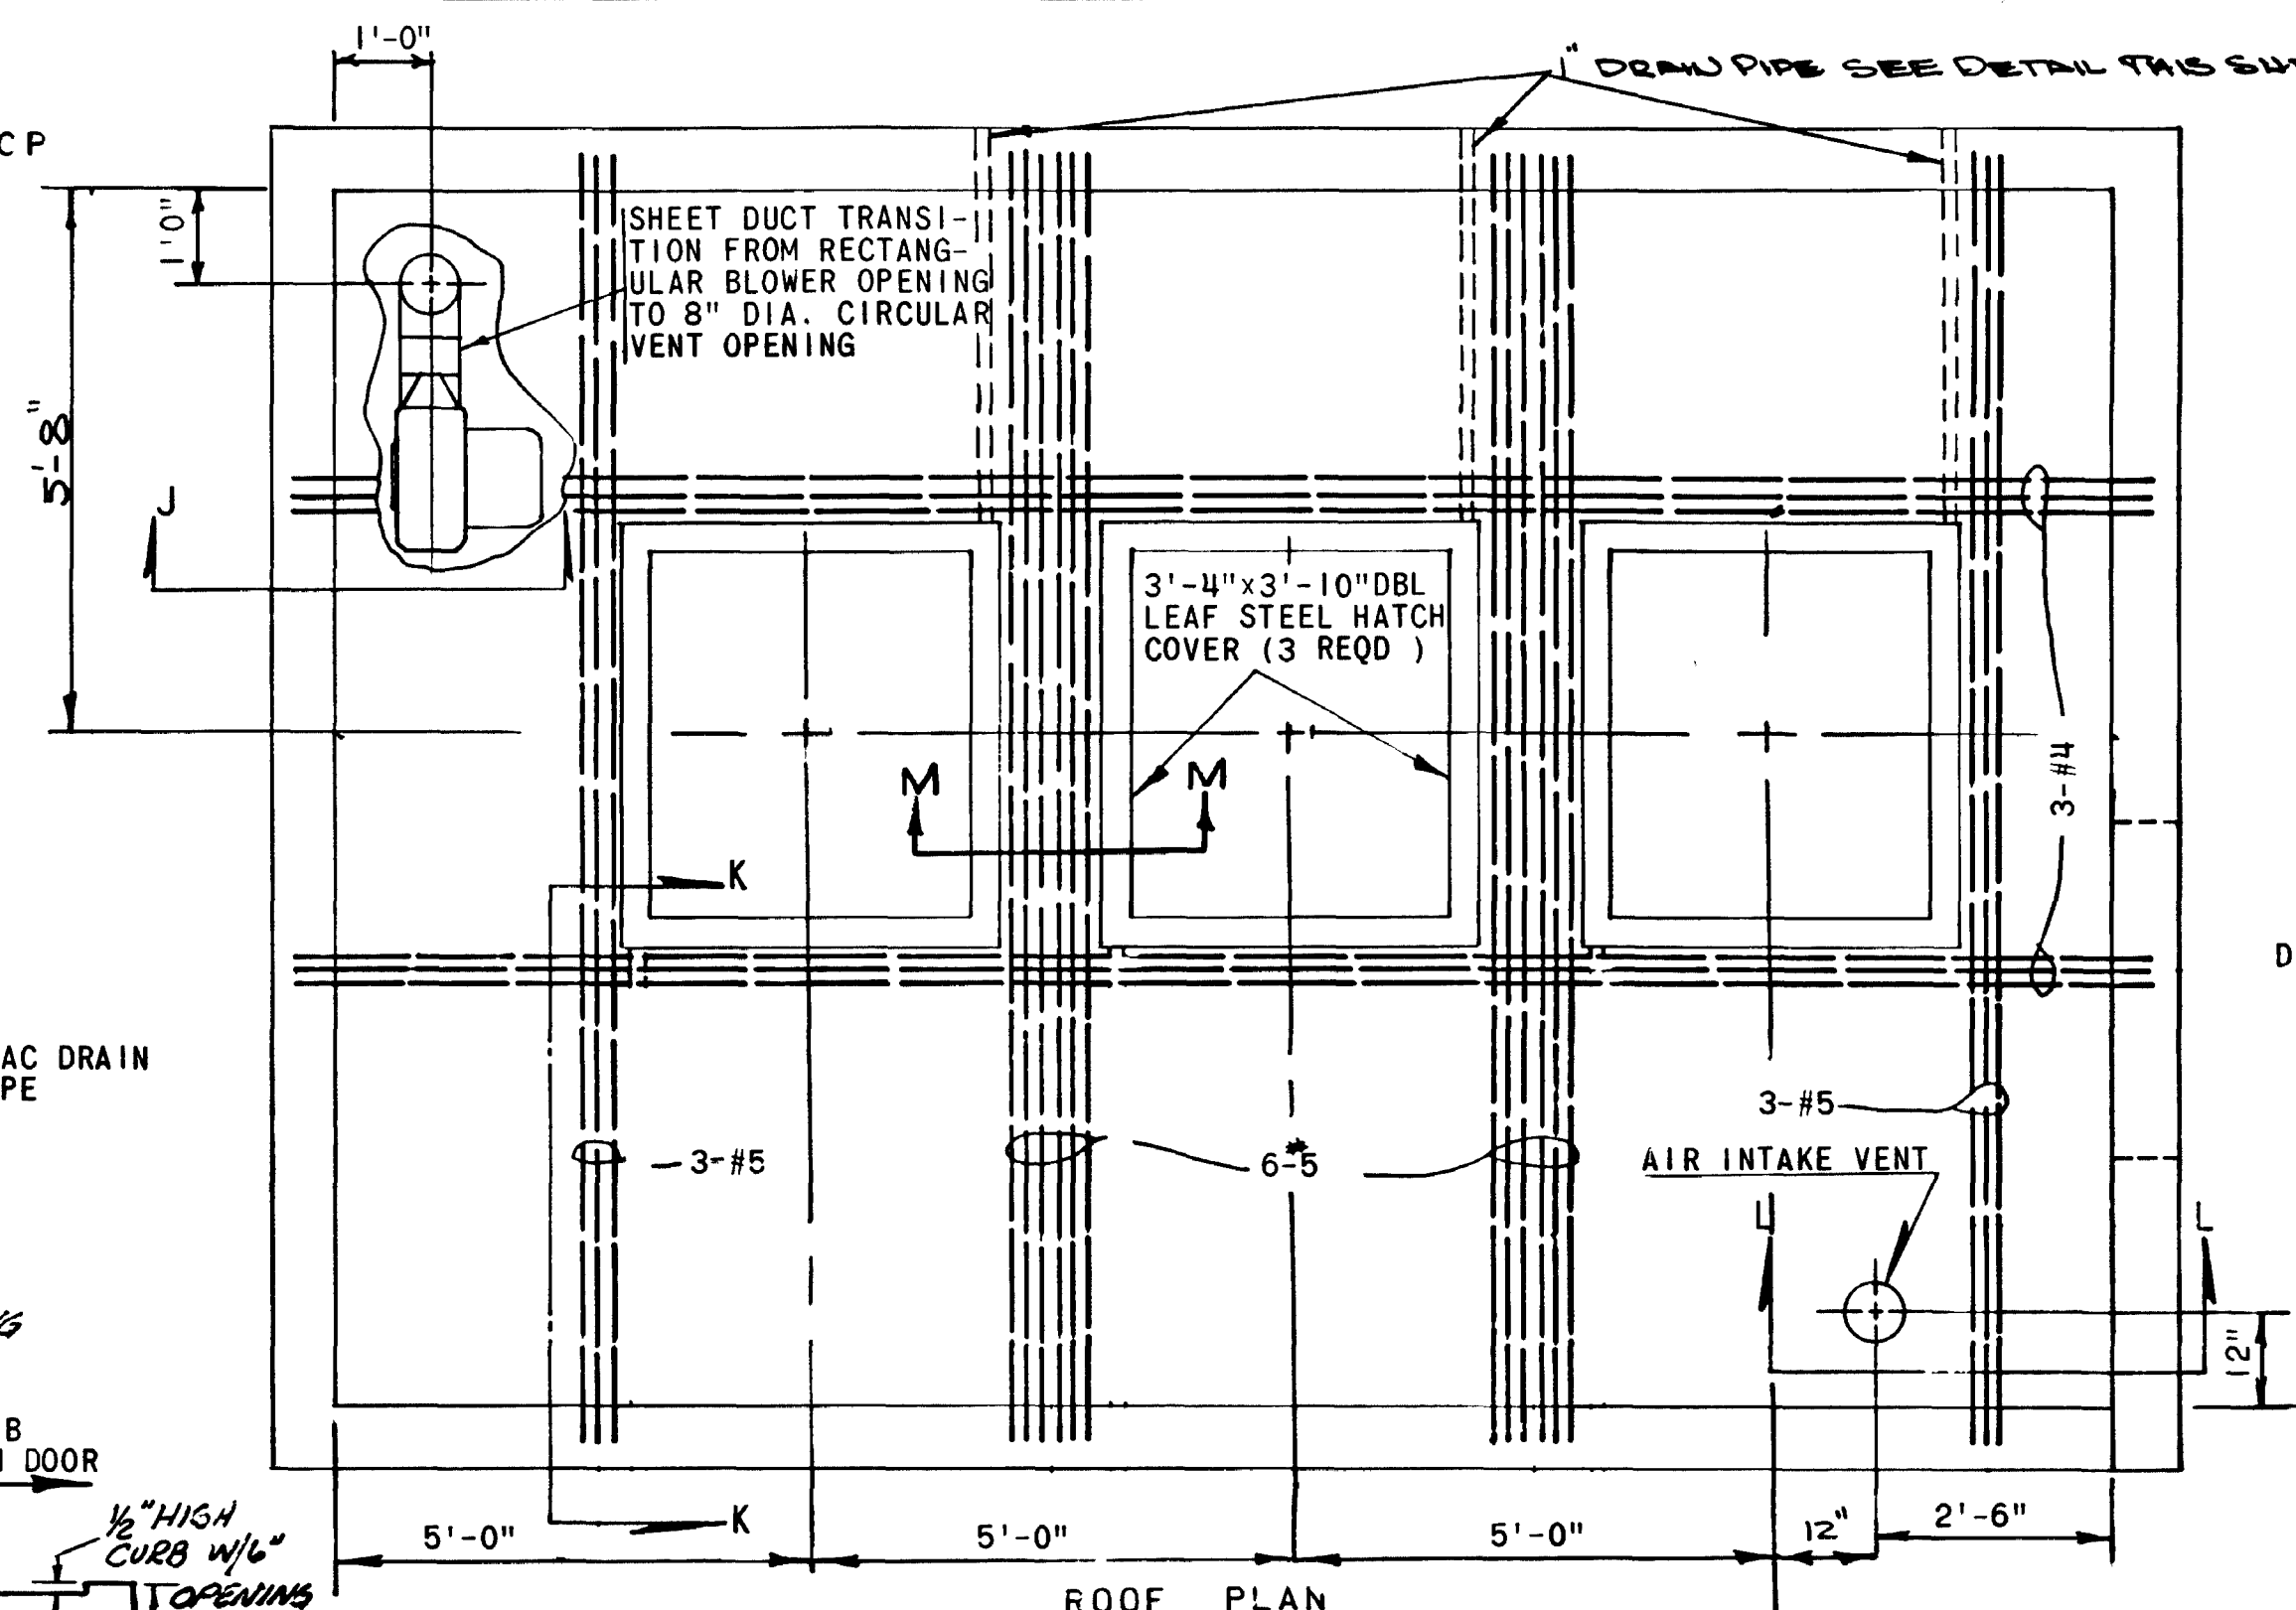 1'-0"
1" DRAIN PIPE SEE DETAIL THIS
CP
1'0"
SHEET DUCT TRANSI-
TION FROM RECTANG-
ULAR BLOWER OPENING
TO 8" DIA. CIRCULAR
VENT OPENING
5'-8"
J
3'-4"x3'-10"DBL
LEAF STEEL HATCH
COVER (3 REQD )
M M
3-#4
K
D
AC DRAIN
PE
3-#5
3-#5
6-5#
AIR INTAKE VENT
L L
12"
G
B
DOOR
1/2" HIGH
CURB W/6"
OPENING
K
5'-0" 5'-0" 5'-0" 12" 2'-6"
ROOF PLAN